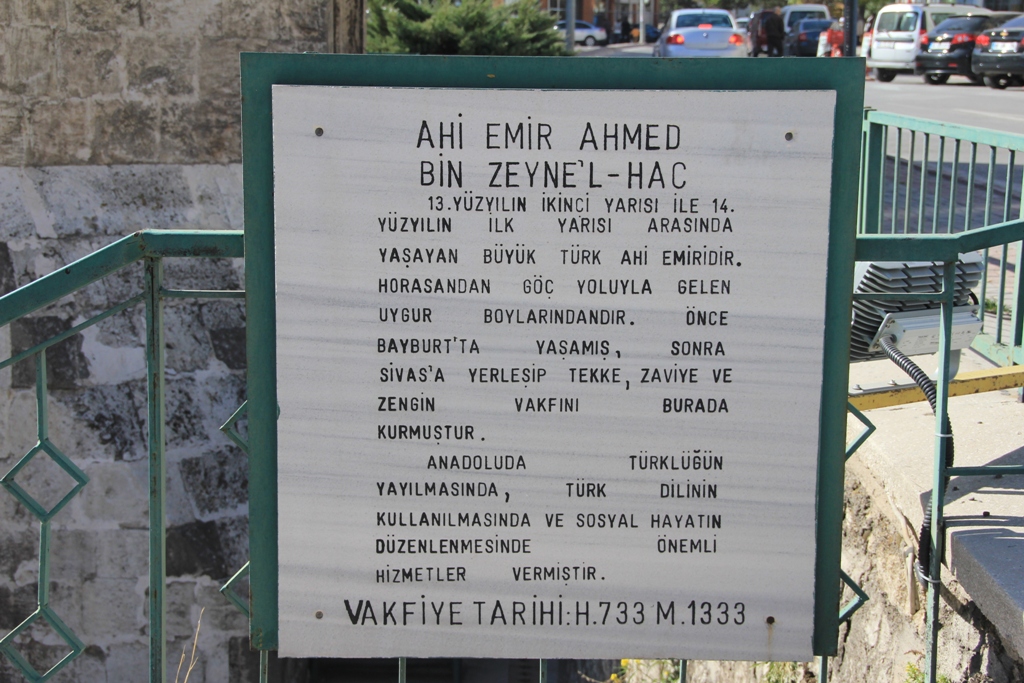 AHİ EMİR AHMED
BİN ZEYNE'L-HAC
13.YÜZYILIN İKİNCİ YARISI İLE 14.
YÜZYILIN İLK YARISI ARASINDA
YAŞAYAN BÜYÜK TÜRK AHİ EMİRİDİR.
HORASANDAN GÖÇ YOLUYLA GELEN
UYGUR BOYLARINDANDIR. ÖNCE
BAYBURT'TA YAŞAMIŞ, SONRA
SİVAS'A YERLEŞİP TEKKE, ZAVİYE VE
ZENGİN VAKFINI BURADA
KURMUŞTUR.
ANADOLUDA TÜRKLÜĞÜN
YAYILMASINDA, TÜRK DİLİNİN
KULLANILMASINDA VE SOSYAL HAYATIN
DÜZENLENMESİNDE ÖNEMLİ
HİZMETLER VERMİŞTİR.
VAKFİYE TARİHİ:H.733 M.1333